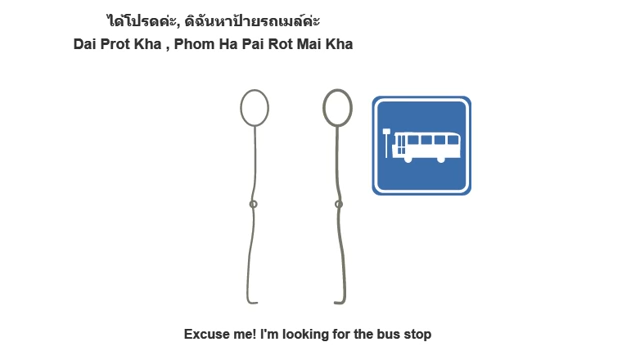 ได้โปรดค่ะ, ดิฉันหาป้ายรถเมล์ค่ะ
Dai Prot Kha , Phom Ha Pai Rot Mai Kha
Excuse me! I'm looking for the bus stop